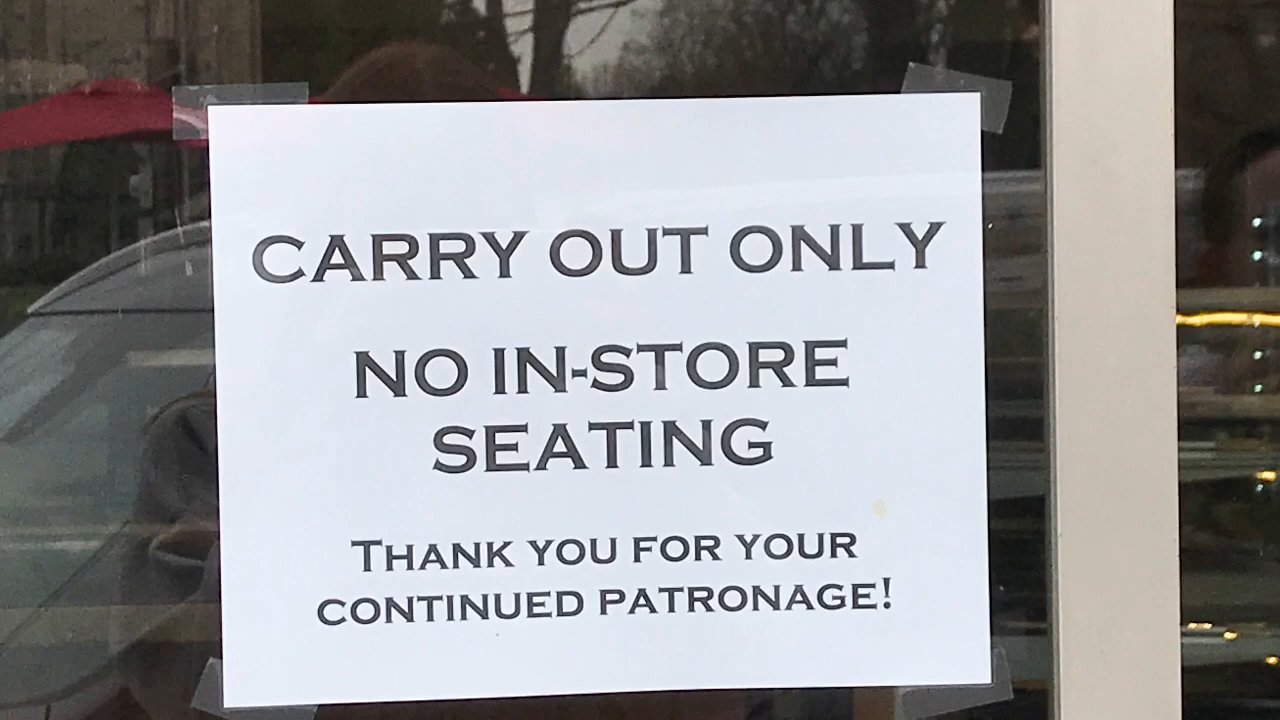 CARRY OUT ONLY
NO IN-STORE
SEATING
THANK YOU FOR YOUR
CONTINUED PATRONAGE!